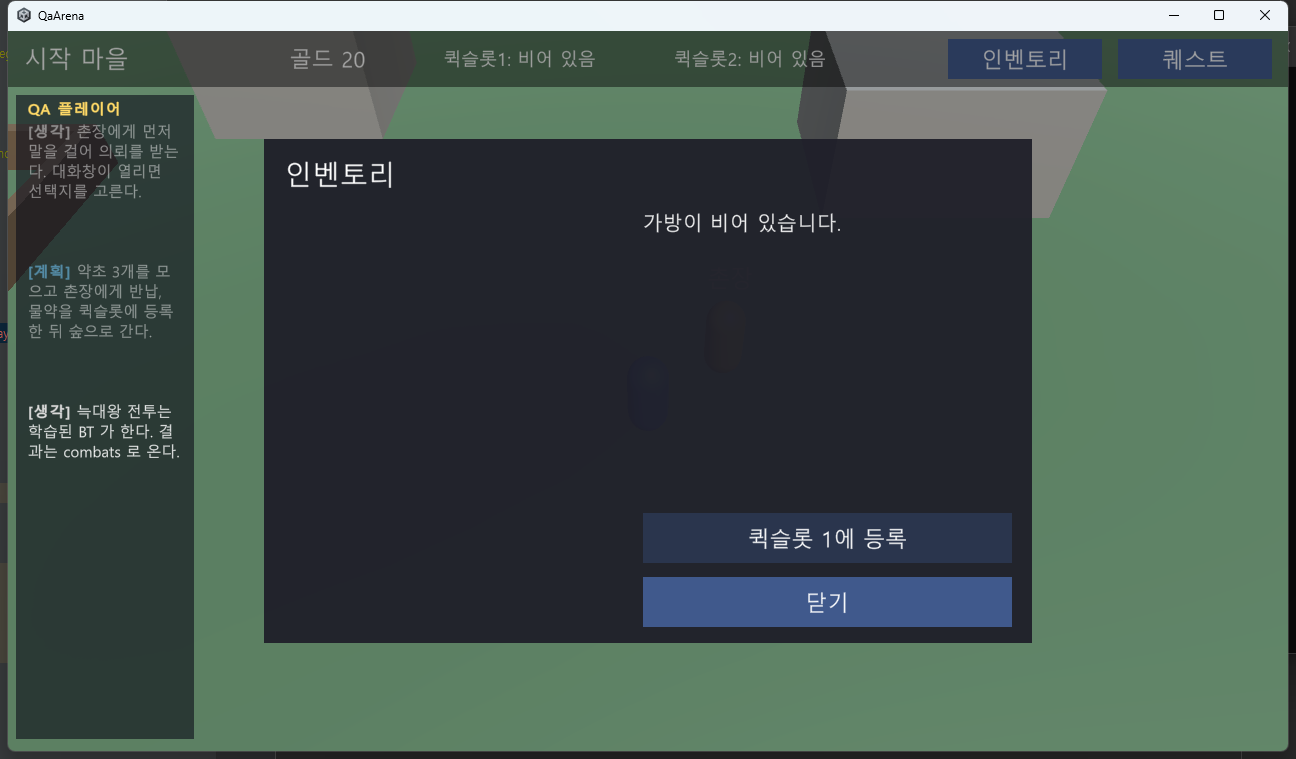 QaArena
시작 마을
골드 20
퀵슬롯1: 비어 있음
퀵슬롯2: 비어 있음
인벤토리
퀘스트
QA 플레이어
[생각] 촌장에게 먼저
말을 걸어 의뢰를 받는
다. 대화창이 열리면
선택지를 고른다.
[계획] 약초 3개를 모
으고 촌장에게 반납,
물약을 퀵슬롯에 등록
한 뒤 숲으로 간다.
[생각] 늑대왕 전투는
학습된 BT 가 한다. 결
과는 combats 로 온다.
인벤토리
가방이 비어 있습니다.
퀵슬롯 1에 등록
닫기